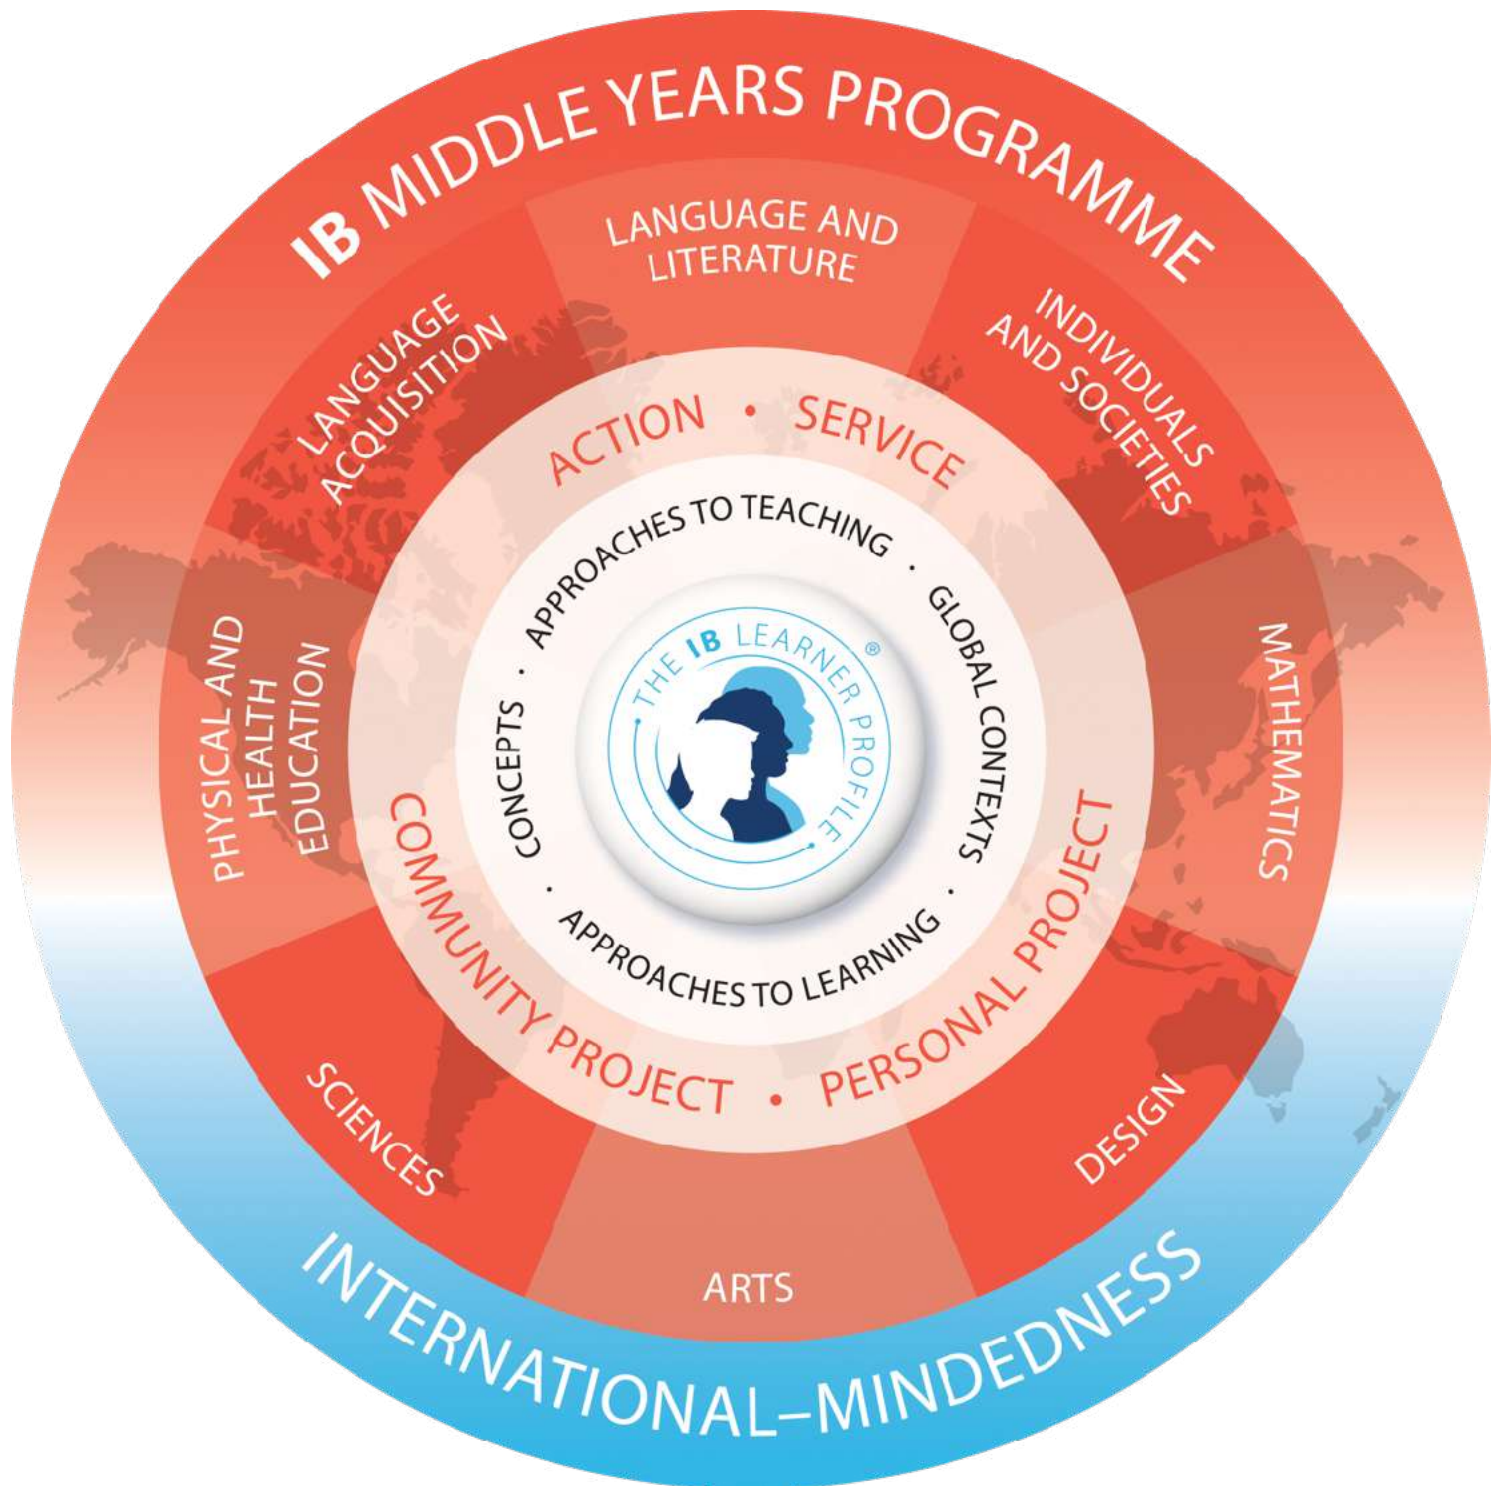 IB MIDDLE YEARS PROGRAMME
LANGUAGE AND
LITERATURE
INDIVIDUALS
AND SOCIETIES
MATHEMATICS
DESIGN
ARTS
SCIENCES
PHYSICAL AND
HEALTH
EDUCATION
LANGUAGE
ACQUISITION
ACTION • SERVICE
COMMUNITY PROJECT • PERSONAL PROJECT
APPROACHES TO TEACHING • GLOBAL CONTEXTS •
APPROACHES TO LEARNING • CONCEPTS •
THE IB LEARNER PROFILE ®
INTERNATIONAL–MINDEDNESS